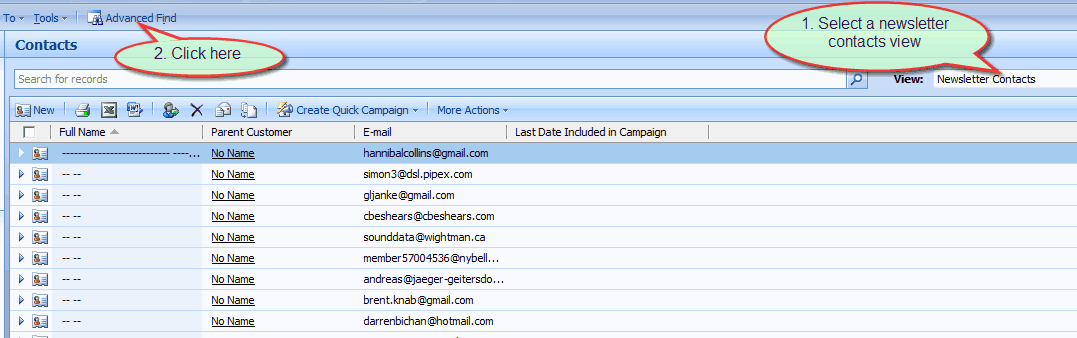 To Tools Advanced Find
1. Select a newsletter
contacts view
Contacts
2. Click here
Search for records View: Newsletter Contacts
New Create Quick Campaign More Actions
Full Name Parent Customer E-mail Last Date Included in Campaign
--------------------------- ----... No Name hannibalcollins@gmail.com
-- -- No Name simon3@dsl.pipex.com
-- -- No Name gljanke@gmail.com
-- -- No Name cbeshears@cbeshears.com
-- -- No Name sounddata@wightman.ca
-- -- No Name member57004536@nybell...
-- -- No Name andreas@jaeger-geitersdo...
-- -- No Name brent.knab@gmail.com
-- -- No Name darrenbichan@hotmail.com